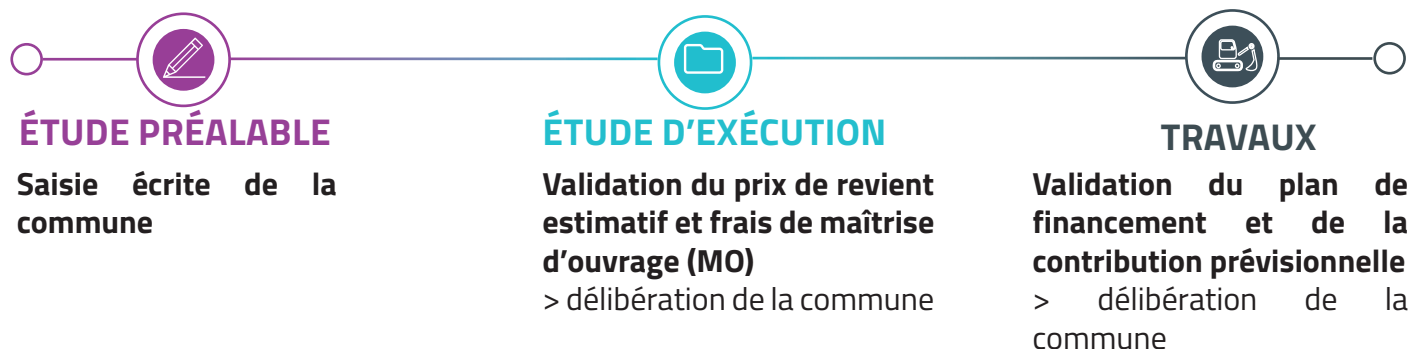 ÉTUDE PRÉALABLE
Saisie écrite de la
commune
ÉTUDE D’EXÉCUTION
Validation du prix de revient
estimatif et frais de maîtrise
d’ouvrage (MO)
> délibération de la commune
TRAVAUX
Validation du plan de
financement et de la
contribution prévisionnelle
> délibération de la
commune